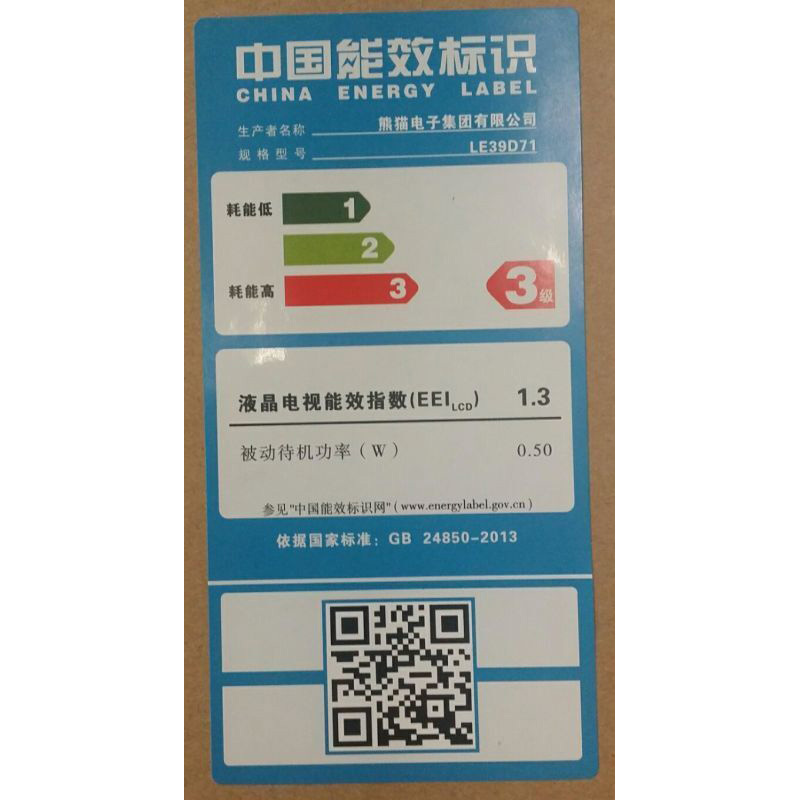 中国能效标识
CHINA ENERGY LABEL
生产者名称 熊猫电子集团有限公司
规格型号 LE39D71
耗能低 1
2
耗能高 3 3级
液晶电视能效指数(EEI LCD) 1.3
被动待机功率(W) 0.50
参见"中国能效标识网"(www.energylabel.gov.cn)
依据国家标准:GB 24850-2013